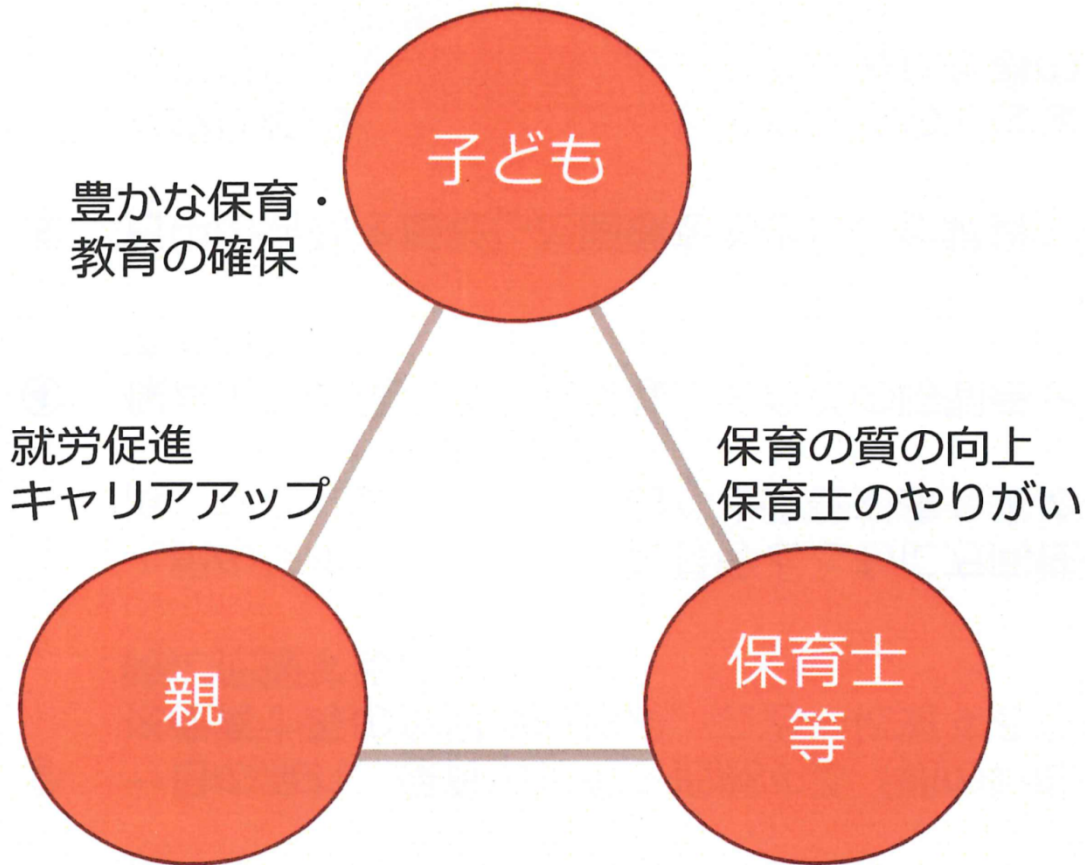 子ども
豊かな保育・
教育の確保
就労促進
キャリアアップ
保育の質の向上
保育士のやりがい
親
保育士
等